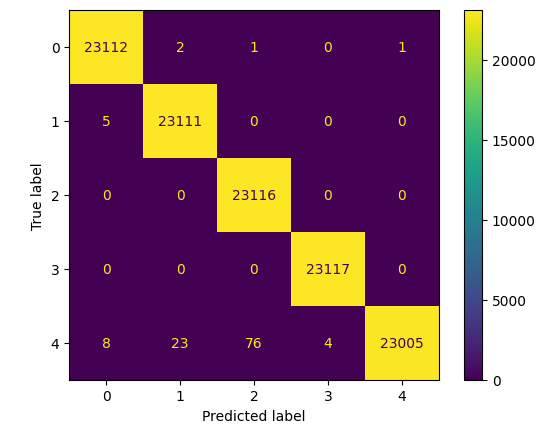 0 23112 2 1 0 1
1 5 23111 0 0 0
2 0 0 23116 0 0
3 0 0 0 23117 0
4 8 23 76 4 23005
0 1 2 3 4
Predicted label
True label
20000
15000
10000
5000
0